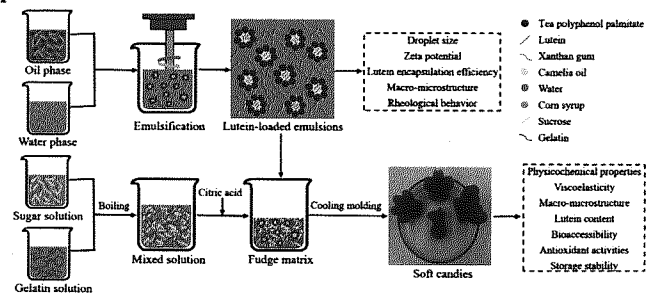 Oil phase
Water phase
Emulsification
Lutein-loaded emulsions
Droplet size
Zeta potential
Lutein encapsulation efficiency
Macro-microstructure
Rheological behavior
Tea polyphenol palmitate
Lutein
Xanthan gum
Camelia oil
Water
Corn syrup
Sucrose
Gelatin
Sugar solution
Gelatin solution
Boiling
Mixed solution
Citric acid
Fudge matrix
Cooling molding
Soft candies
Physicochemical properties
Viscoelasticity
Macro-microstructure
Lutein content
Bioaccessibility
Antioxidant activities
Storage stability